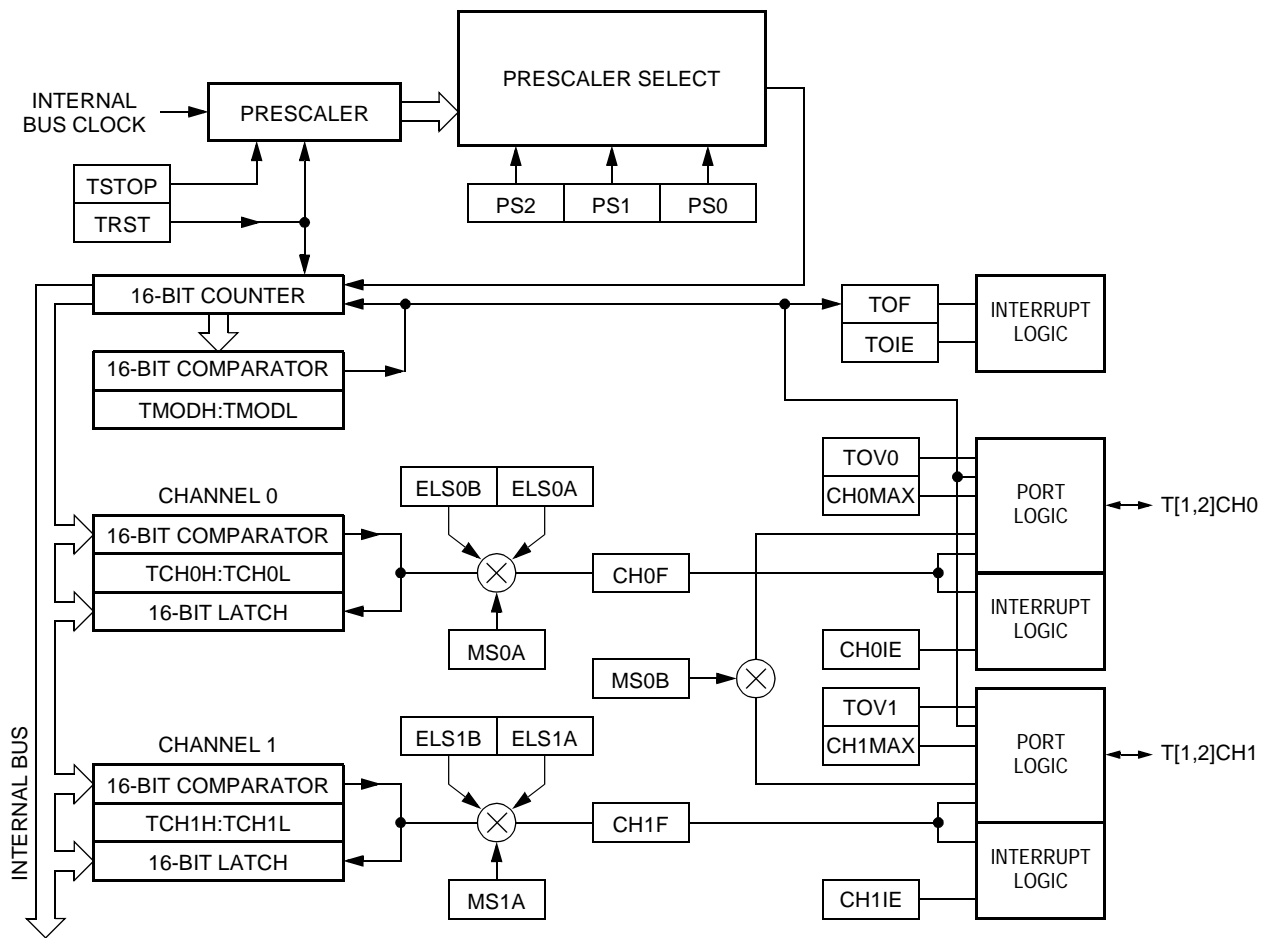 PRESCALER SELECT
INTERNAL
BUS CLOCK
PRESCALER
TSTOP
TRST
PS2
PS1
PS0
16-BIT COUNTER
16-BIT COMPARATOR
TMODH:TMODL
TOF
TOIE
INTERRUPT
LOGIC
CHANNEL 0
16-BIT COMPARATOR
TCH0H:TCH0L
16-BIT LATCH
ELS0B
ELS0A
MS0A
CH0F
TOV0
CH0MAX
PORT
LOGIC
T[1,2]CH0
INTERRUPT
LOGIC
CH0IE
MS0B
CHANNEL 1
16-BIT COMPARATOR
TCH1H:TCH1L
16-BIT LATCH
ELS1B
ELS1A
MS1A
CH1F
TOV1
CH1MAX
PORT
LOGIC
T[1,2]CH1
INTERRUPT
LOGIC
CH1IE
INTERNAL BUS